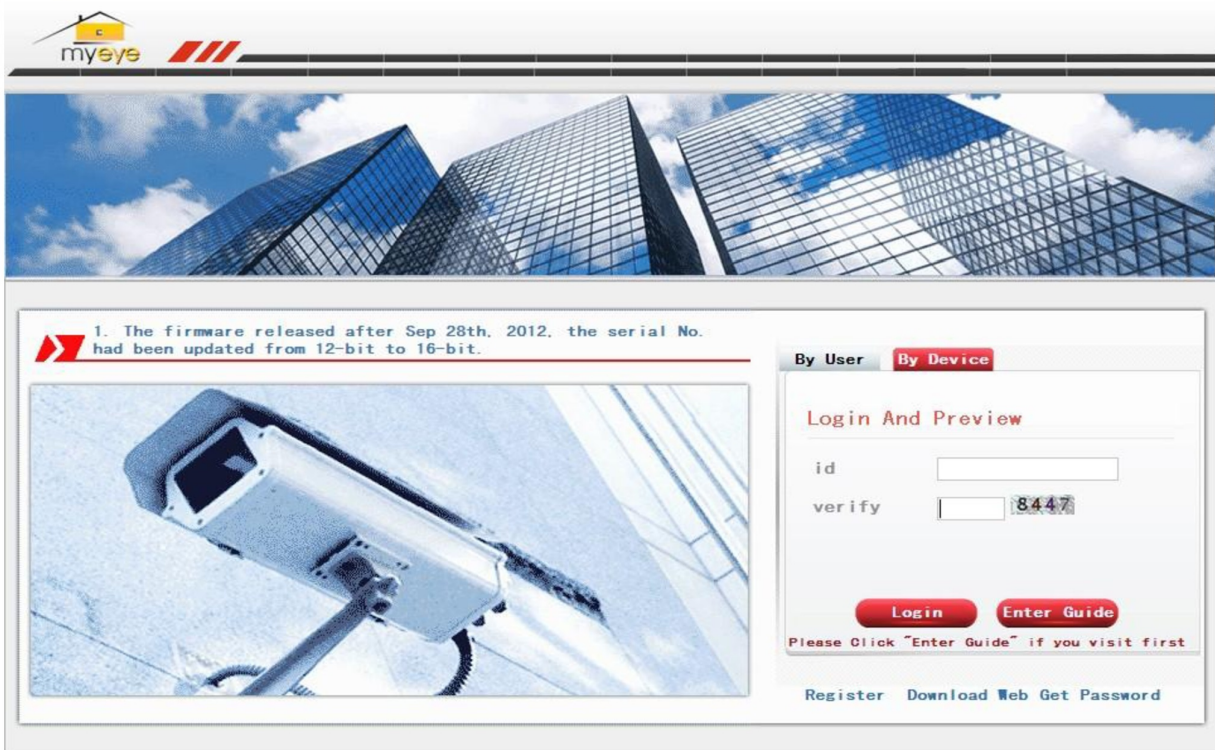 myeye
1. The firmware released after Sep 28th, 2012, the serial No.
had been updated from 12-bit to 16-bit.
By User
By Device
Login And Preview
id
verify
8447
Login
Enter Guide
Please Click "Enter Guide" if you visit first
Register Download Web Get Password